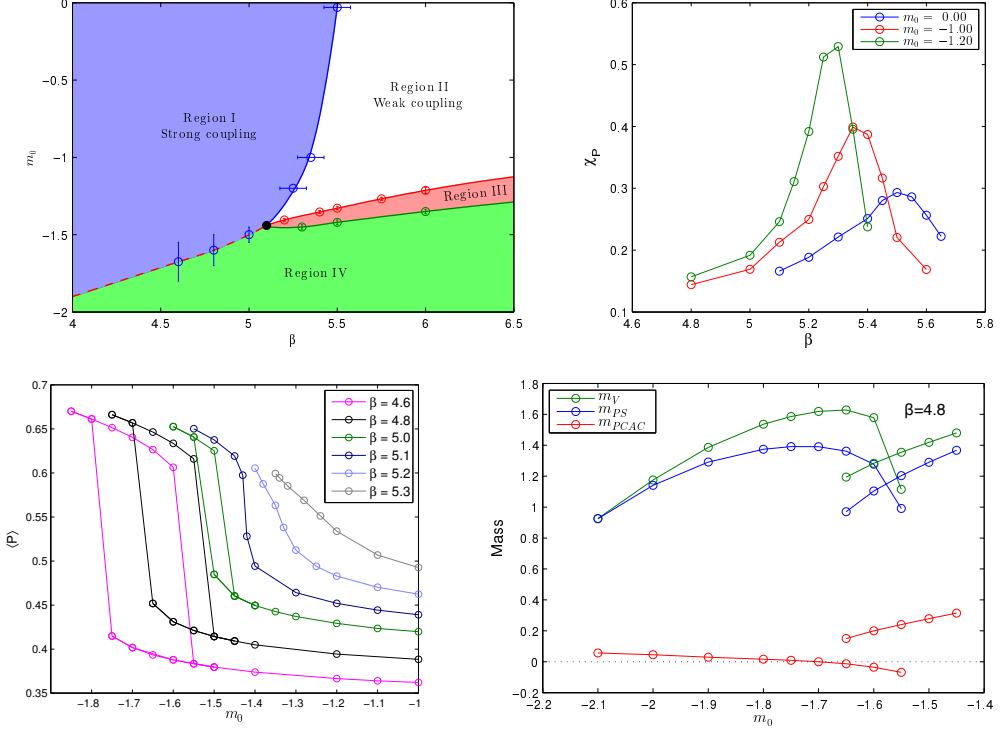 0
−0.5
−1
−1.5
−2
m₀
4
4.5
5
5.5
6
6.5
β
Region I
Strong coupling
Region II
Weak coupling
Region III
Region IV
0.6
0.5
0.4
0.3
0.2
0.1
χP
4.6
4.8
5
5.2
5.4
5.6
5.8
β
m₀ = 0.00
m₀ = −1.00
m₀ = −1.20
0.7
0.65
0.6
0.55
0.5
0.45
0.4
0.35
⟨P⟩
−1.8
−1.7
−1.6
−1.5
−1.4
−1.3
−1.2
−1.1
−1
m₀
β = 4.6
β = 4.8
β = 5.0
β = 5.1
β = 5.2
β = 5.3
1.8
1.6
1.4
1.2
1
0.8
0.6
0.4
0.2
0
−0.2
Mass
−2.2
−2.1
−2
−1.9
−1.8
−1.7
−1.6
−1.5
−1.4
m₀
mV
mPS
mPCAC
β=4.8